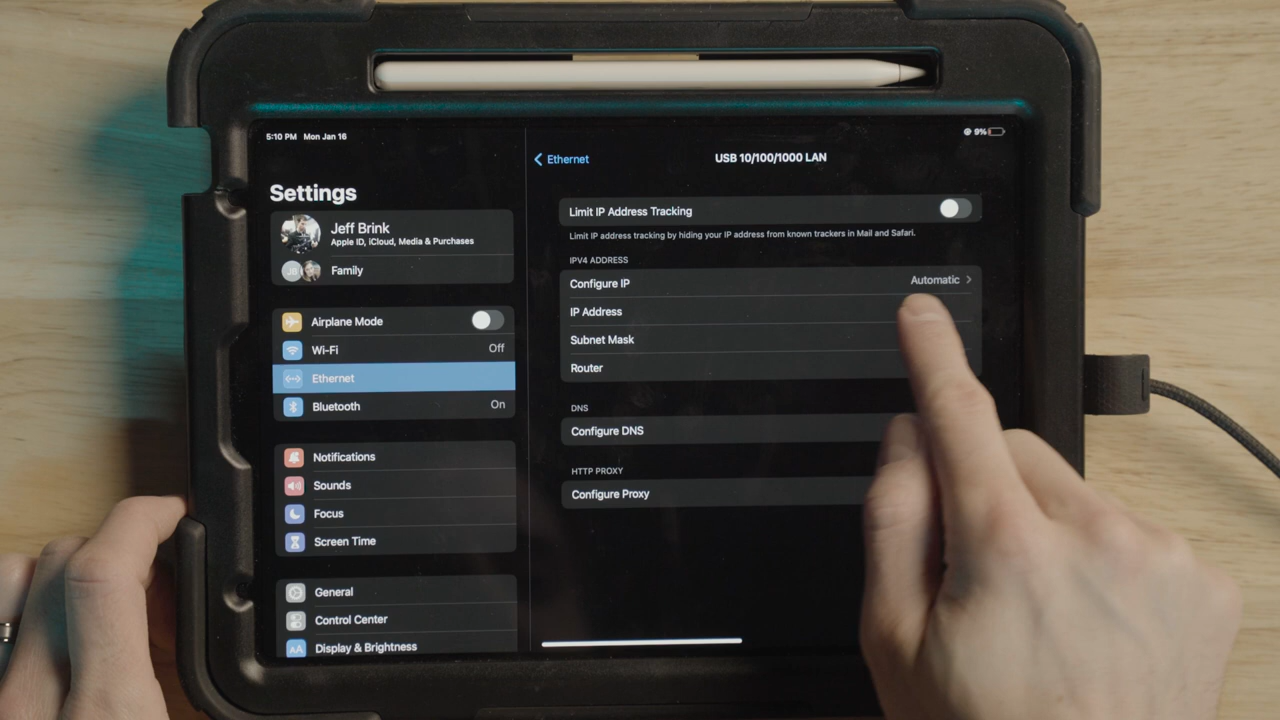 5:10 PM Mon Jan 16
9%
Settings
Jeff Brink
Apple ID, iCloud, Media & Purchases
Family
Airplane Mode
Wi-Fi Off
Ethernet
Bluetooth On
Notifications
Sounds
Focus
Screen Time
General
Control Center
AA Display & Brightness
Ethernet
USB 10/100/1000 LAN
Limit IP Address Tracking
Limit IP address tracking by hiding your IP address from known trackers in Mail and Safari.
IPV4 ADDRESS
Configure IP Automatic
IP Address
Subnet Mask
Router
DNS
Configure DNS
HTTP PROXY
Configure Proxy